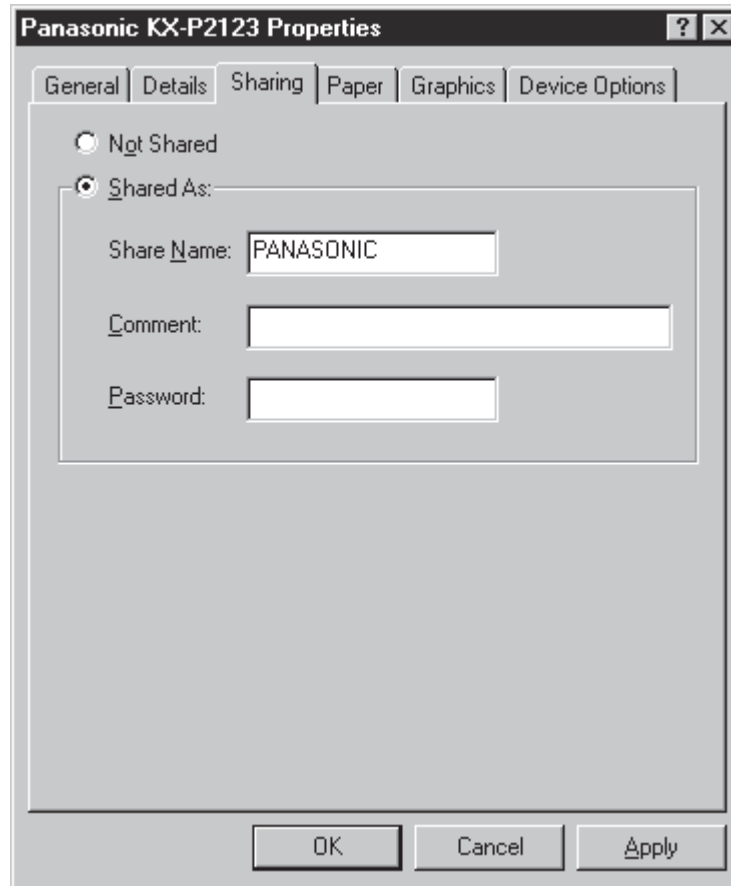 Panasonic KX-P2123 Properties ? ×
General Details Sharing Paper Graphics Device Options
Not Shared
Shared As:
Share Name: PANASONIC
Comment:
Password:
OK Cancel Apply